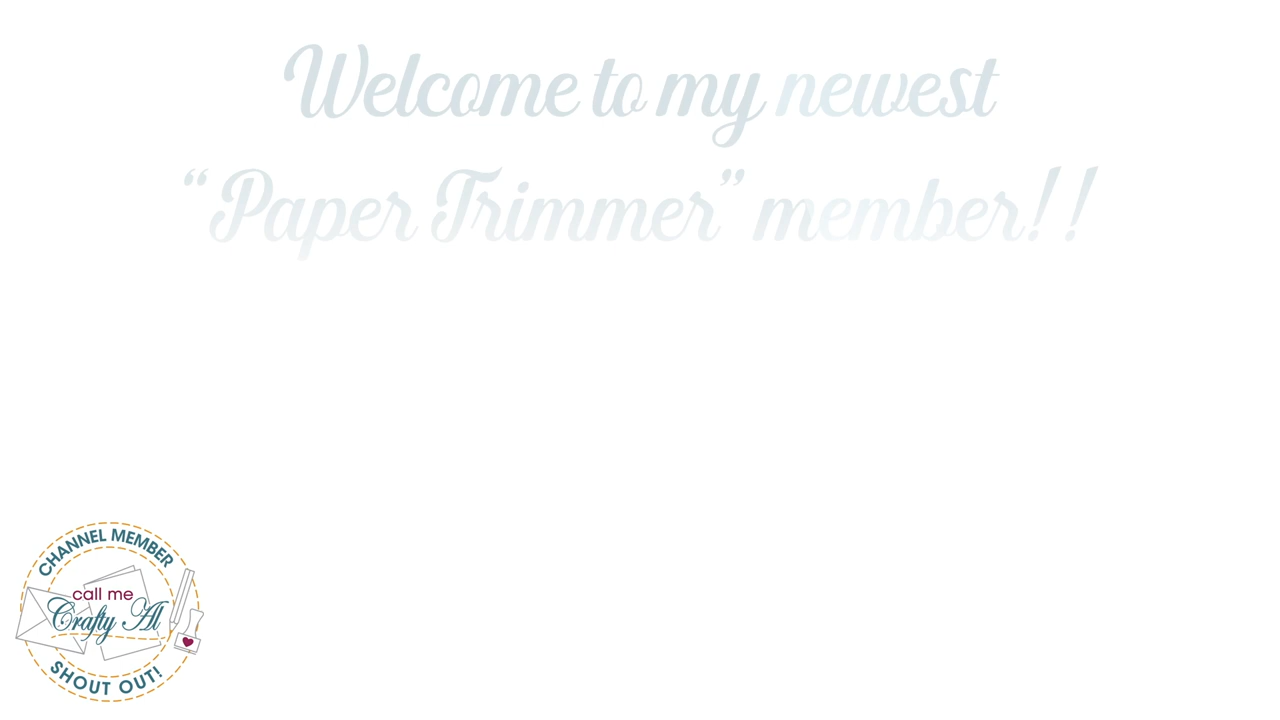 Welcome to my newest
“Paper Trimmer” member!!
CHANNEL MEMBER
call me
Crafty Al
SHOUT OUT!